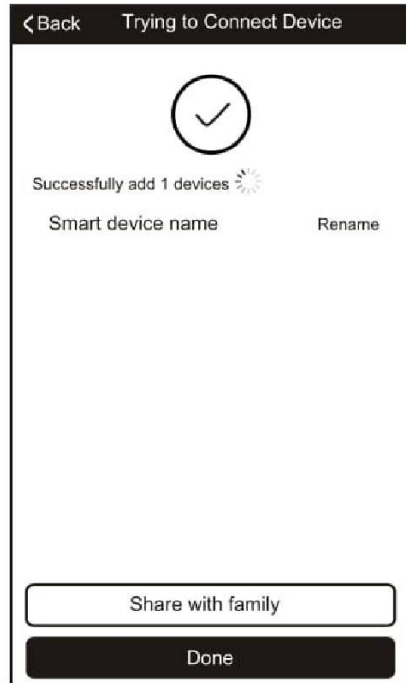 Back Trying to Connect Device
Successfully add 1 devices
Smart device name Rename
Share with family
Done